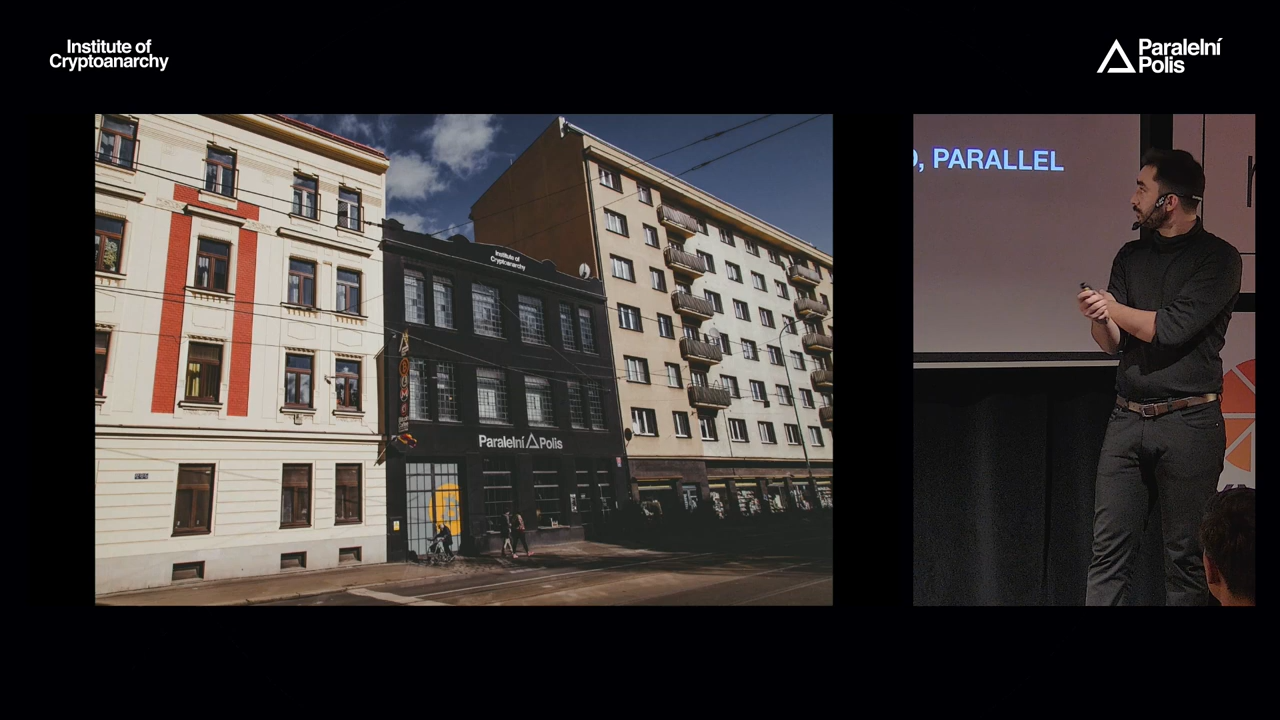 Institute of
Cryptoanarchy
Paralelní
Polis
Institute of
Cryptoanarchy
Paralelní Polis
, PARALLEL